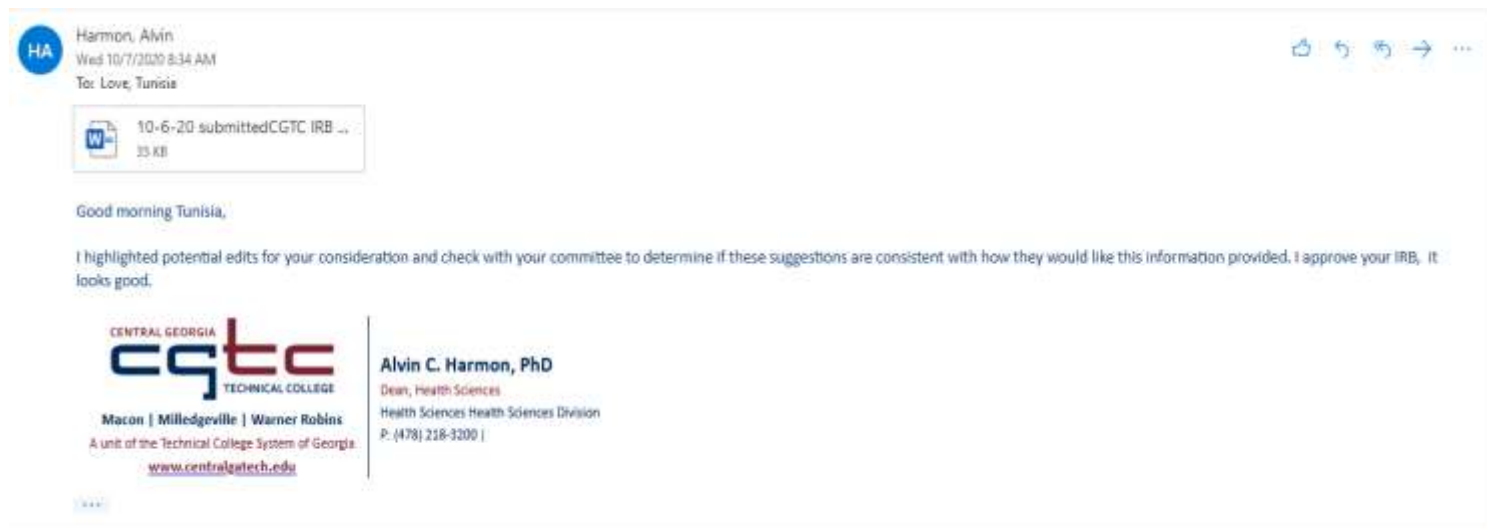 HA
Harmon, Alvin
Wed 10/7/2020 8:34 AM
To: Love, Tunisia
10-6-20 submittedCGTC IRB ...
35 KB
Good morning Tunisia,
I highlighted potential edits for your consideration and check with your committee to determine if these suggestions are consistent with how they would like this information provided. I approve your IRB, It
looks good.
CENTRAL GEORGIA
cgtc
TECHNICAL COLLEGE
Macon | Milledgeville | Warner Robins
A unit of the Technical College System of Georgia
www.centralgatech.edu
Alvin C. Harmon, PhD
Dean, Health Sciences
Health Sciences Health Sciences Division
P: (478) 218-3200 |